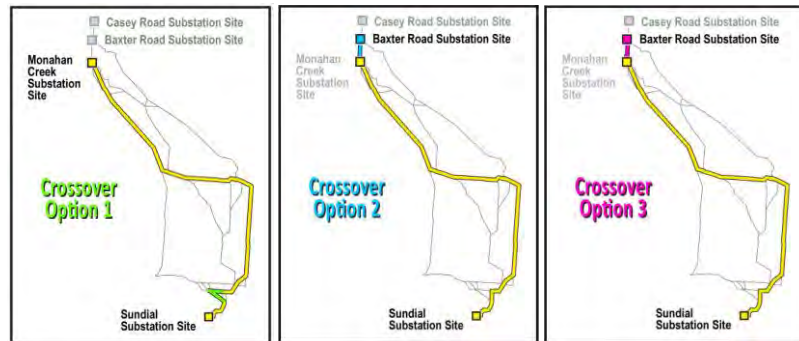 Casey Road Substation Site
Baxter Road Substation Site
Monahan
Creek
Substation
Site
Crossover
Option 1
Sundial
Substation Site
Casey Road Substation Site
Baxter Road Substation Site
Monahan
Creek
Substation
Site
Crossover
Option 2
Sundial
Substation Site
Casey Road Substation Site
Baxter Road Substation Site
Monahan
Creek
Substation
Site
Crossover
Option 3
Sundial
Substation Site